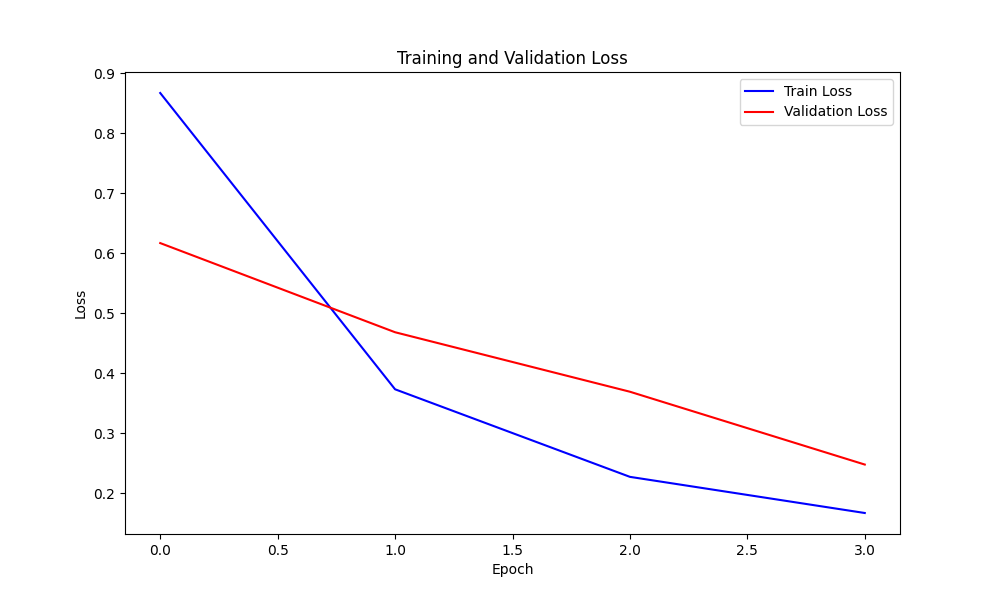 Training and Validation Loss
Train Loss
Validation Loss
0.9
0.8
0.7
0.6
0.5
0.4
0.3
0.2
Loss
0.0 0.5 1.0 1.5 2.0 2.5 3.0
Epoch